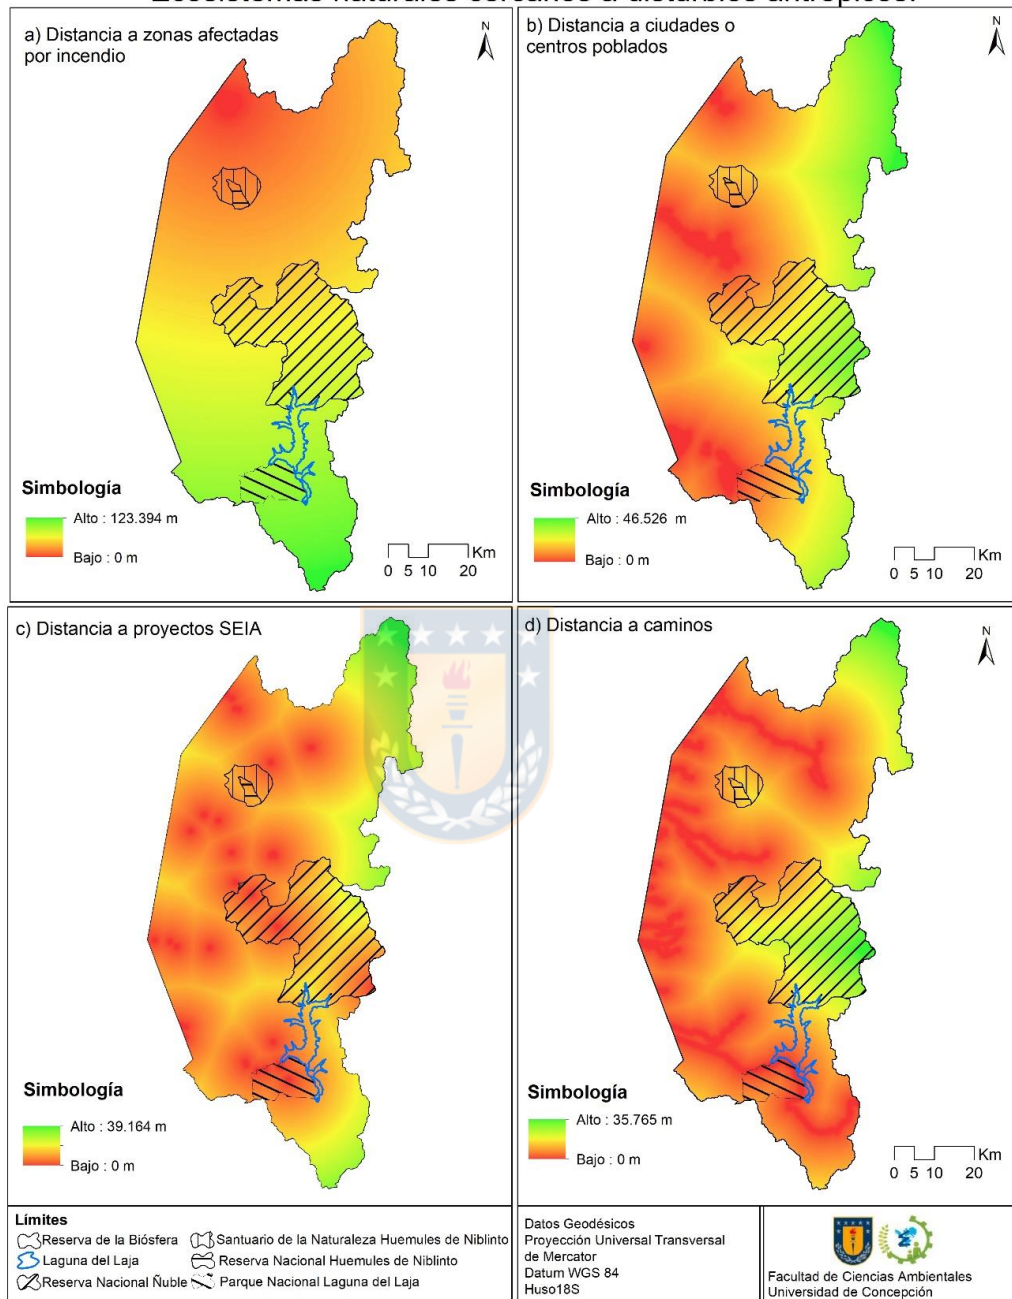 Ecosistemas naturales cercanos a disturbios antrópicos.
a) Distancia a zonas afectadas
por incendio
N
Simbología
Alto : 123.394 m
Bajo : 0 m
Km
0 5 10 20
b) Distancia a ciudades o
centros poblados
N
Simbología
Alto : 46.526 m
Bajo : 0 m
Km
0 5 10 20
c) Distancia a proyectos SEIA
Simbología
Alto : 39.164 m
Bajo : 0 m
d) Distancia a caminos
N
Simbología
Alto : 35.765 m
Bajo : 0 m
Km
0 5 10 20
Límites
Reserva de la Biósfera
Santuario de la Naturaleza Huemules de Niblinto
Laguna del Laja
Reserva Nacional Huemules de Niblinto
Reserva Nacional Ñuble
Parque Nacional Laguna del Laja
Datos Geodésicos
Proyección Universal Transversal
de Mercator
Datum WGS 84
Huso18S
Facultad de Ciencias Ambientales
Universidad de Concepción